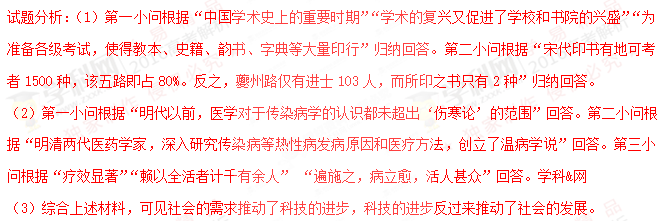 试题分析:(1)第一小问根据“中国学术史上的重要时期”“学术的复兴又促进了学校和书院的兴盛”“为
准备各级考试,使得教本、史籍、韵书、字典等大量印行”归纳回答。第二小问根据“宋代印书有地可考
者 1500 种,该五路即占 80%。反之,夔州路仅有进士 103 人,而所印之书只有 2 种”归纳回答。
(2)第一小问根据“明代以前,医学对于传染病学的认识都未超出‘伤寒论’的范围”回答。第二小问根
据“明清两代医药学家,深入研究传染病等热性病发病原因和医疗方法,创立了温病学说”回答。第三小
问根据“疗效显著”“赖以全活者计千有余人” “遍施之,病立愈,活人甚众”回答。学科&网
(3)综合上述材料,可见社会的需求推动了科技的进步,科技的进步反过来推动了社会的发展。